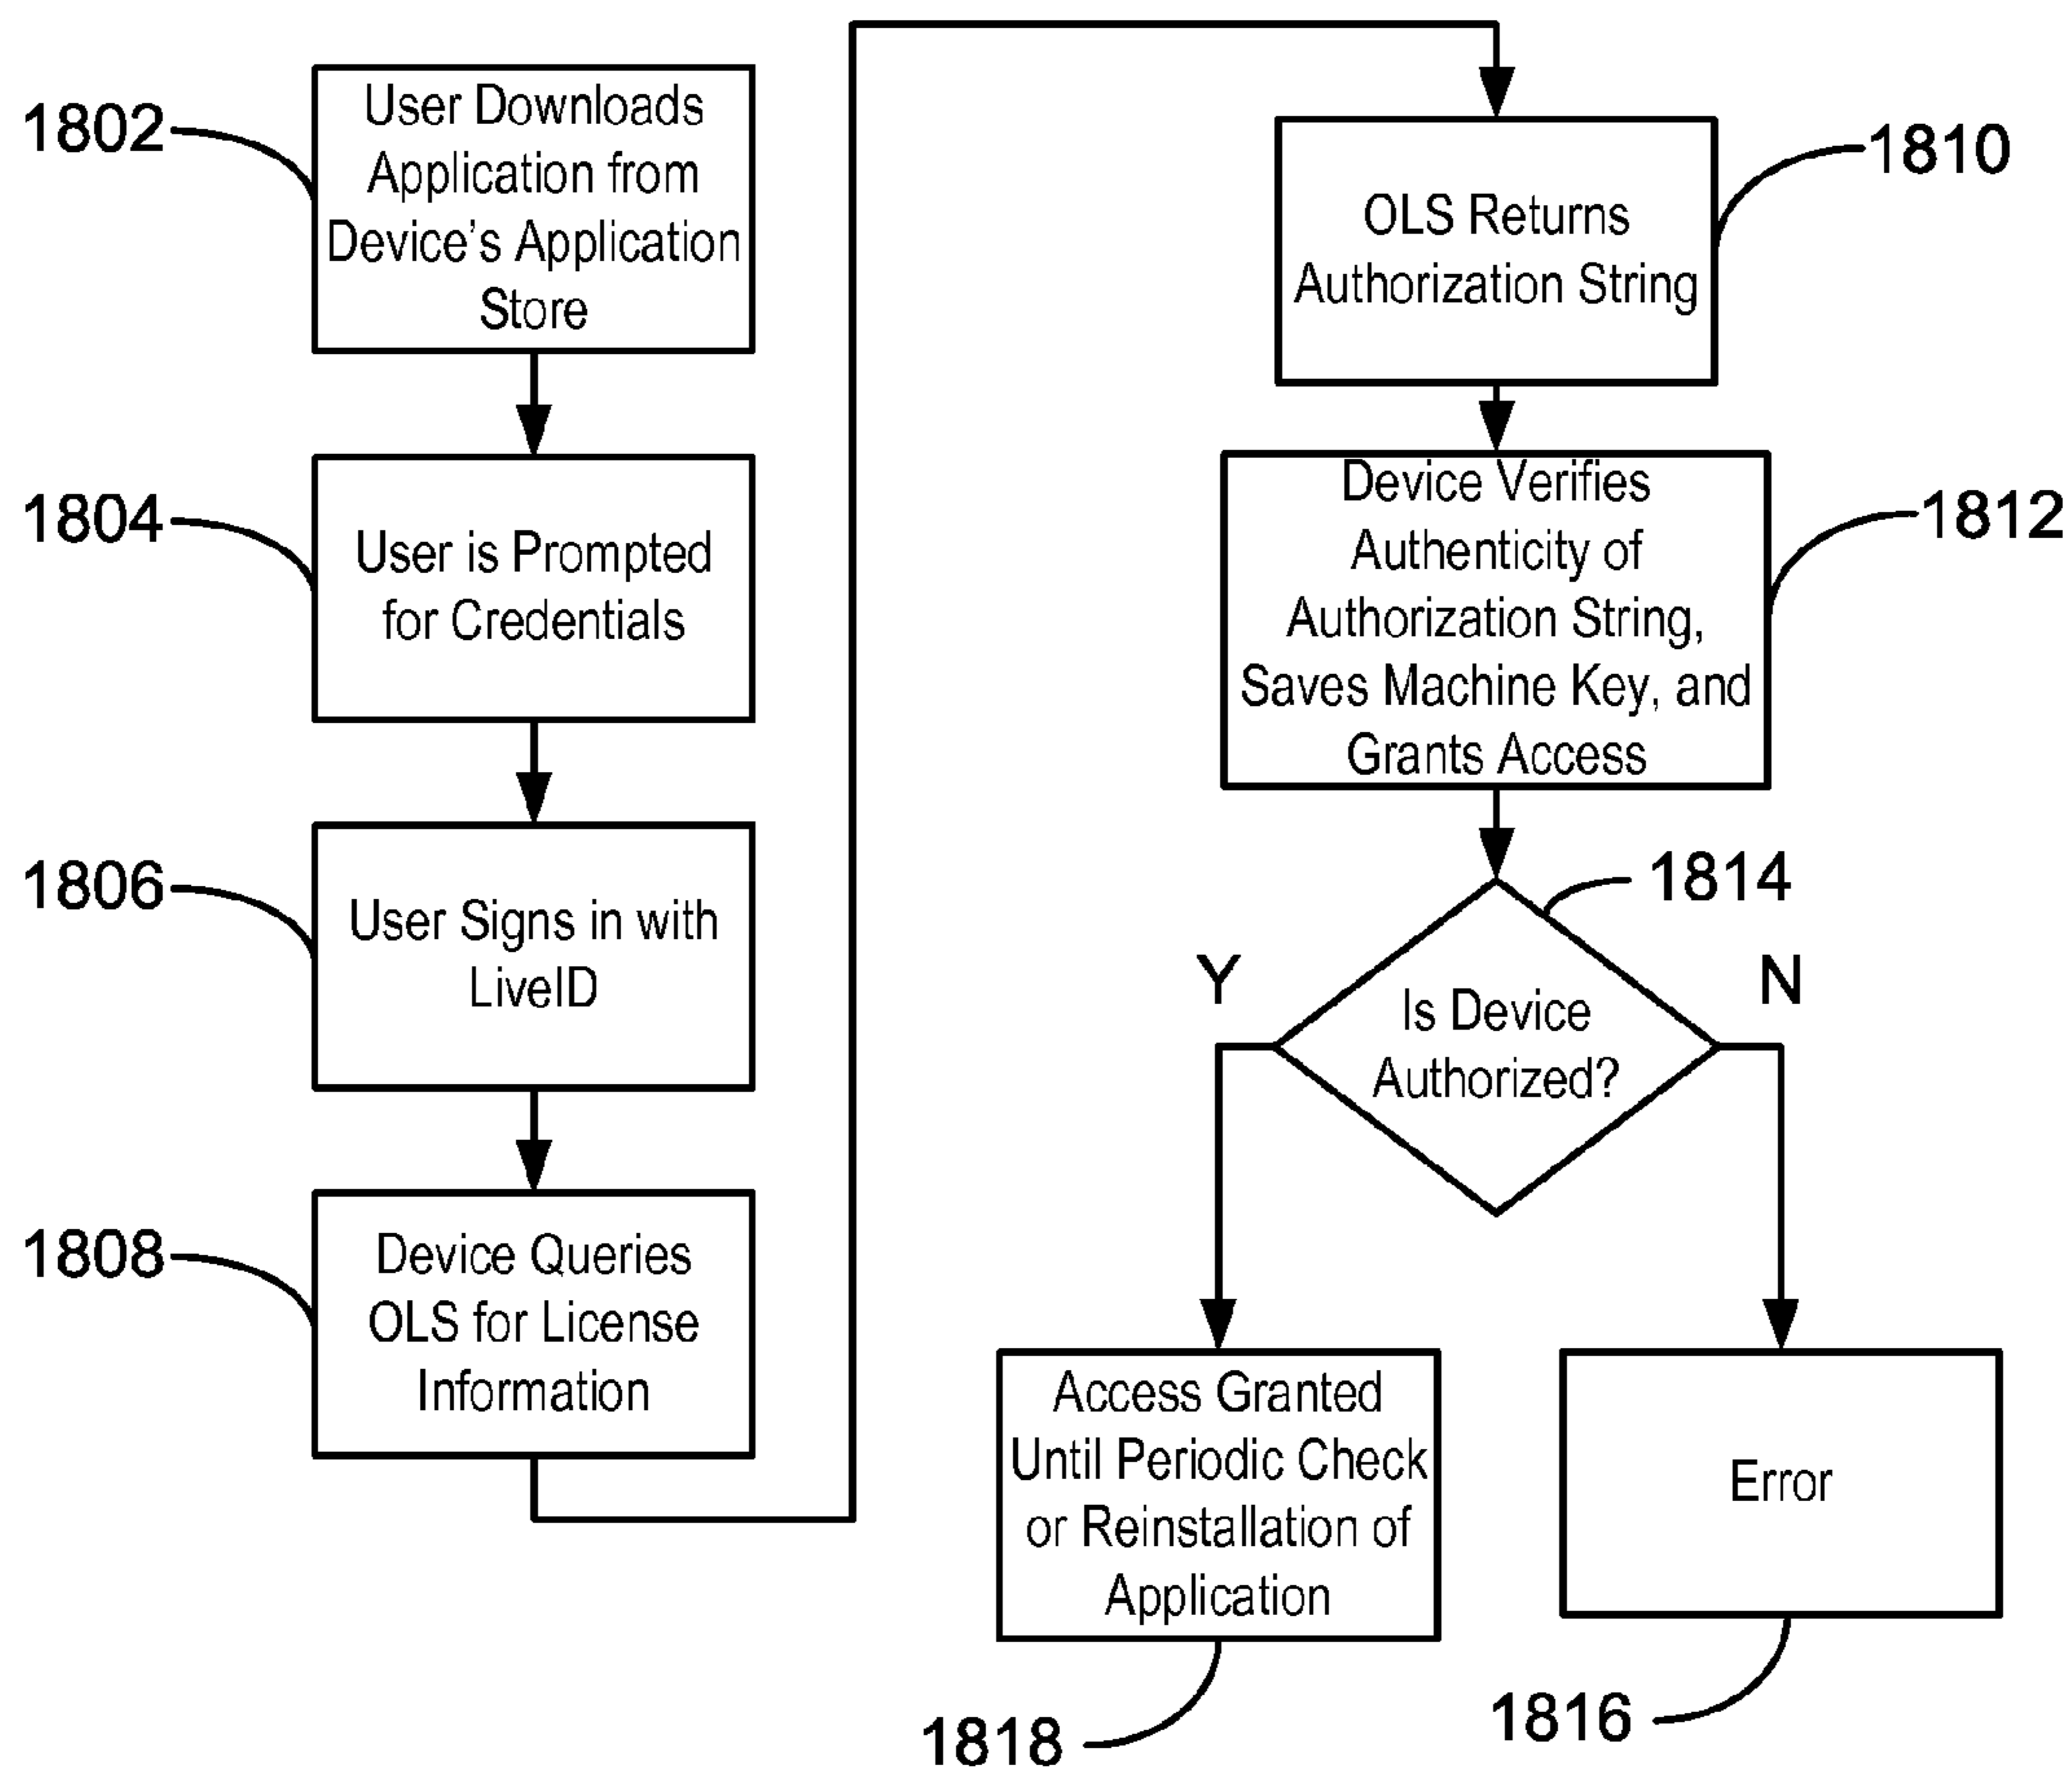 1802
User Downloads
Application from
Device's Application
Store
1804
User is Prompted
for Credentials
1806
User Signs in with
LiveID
1808
Device Queries
OLS for License
Information
1810
OLS Returns
Authorization String
1812
Device Verifies
Authenticity of
Authorization String,
Saves Machine Key, and
Grants Access
1814
Is Device
Authorized?
Y
N
Access Granted
Until Periodic Check
or Reinstallation of
Application
1818
Error
1816